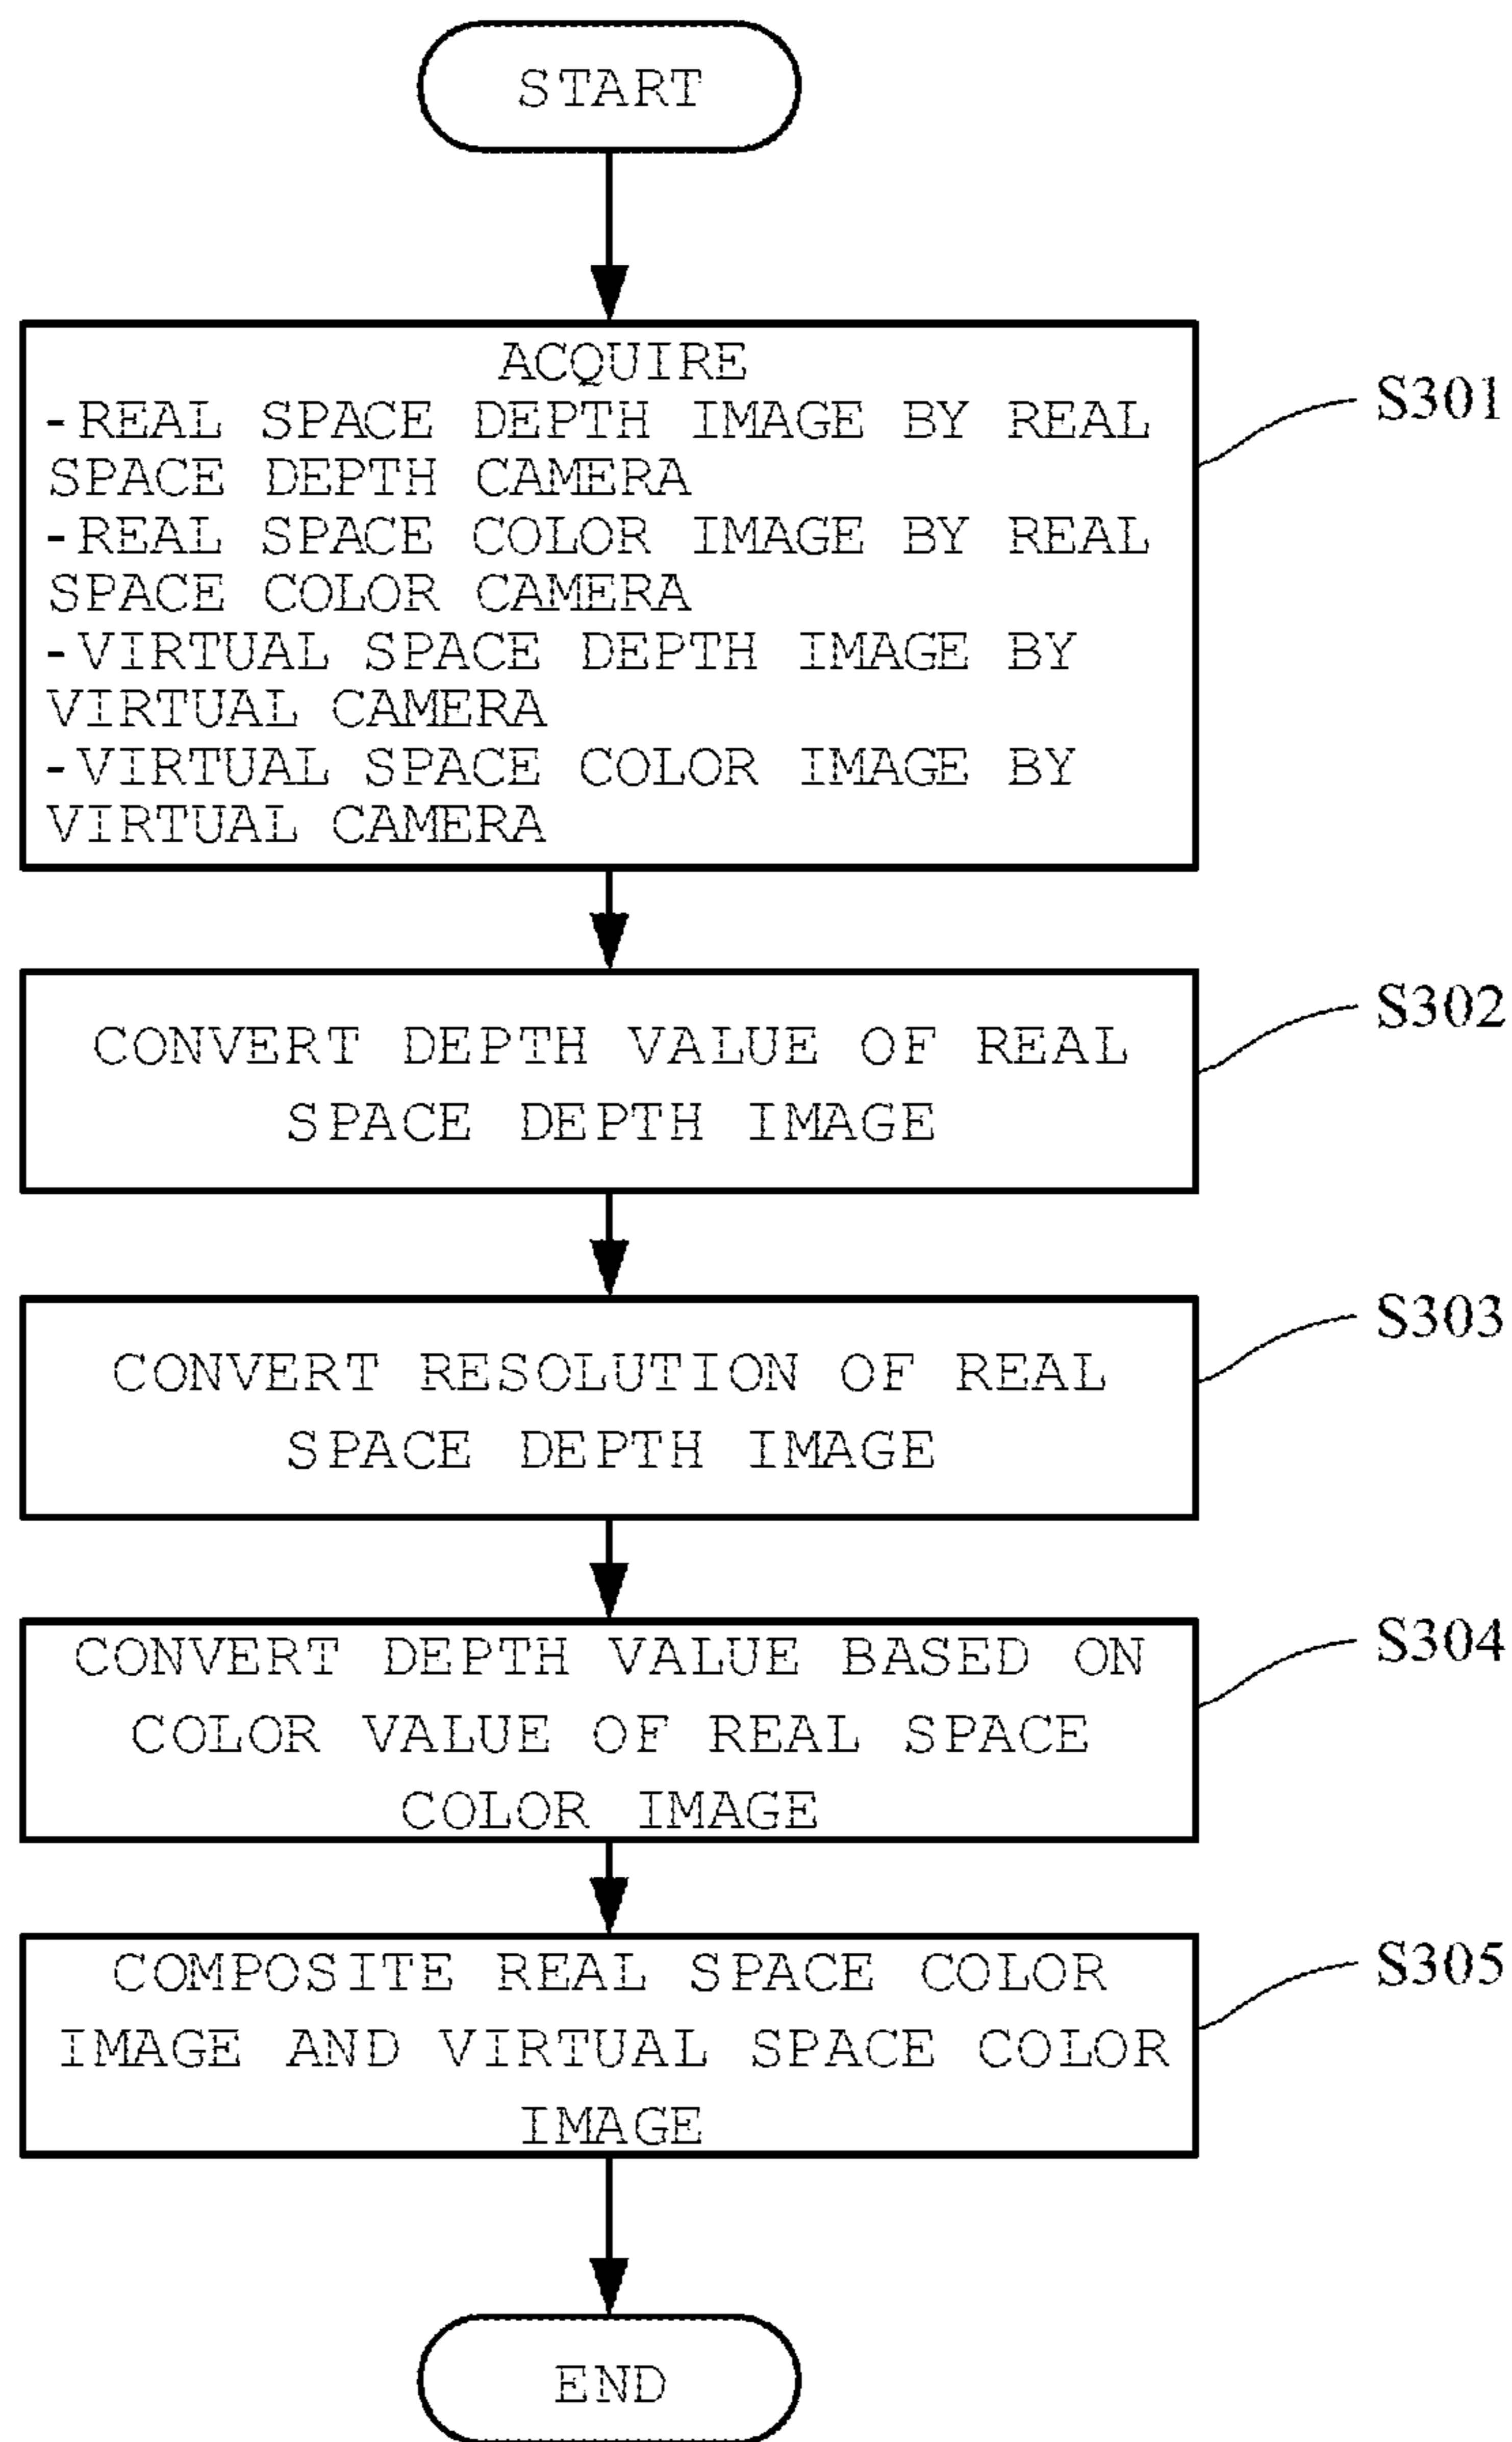 START
ACQUIRE
-REAL SPACE DEPTH IMAGE BY REAL
SPACE DEPTH CAMERA
-REAL SPACE COLOR IMAGE BY REAL
SPACE COLOR CAMERA
-VIRTUAL SPACE DEPTH IMAGE BY
VIRTUAL CAMERA
-VIRTUAL SPACE COLOR IMAGE BY
VIRTUAL CAMERA
S301
CONVERT DEPTH VALUE OF REAL
SPACE DEPTH IMAGE
S302
CONVERT RESOLUTION OF REAL
SPACE DEPTH IMAGE
S303
CONVERT DEPTH VALUE BASED ON
COLOR VALUE OF REAL SPACE
COLOR IMAGE
S304
COMPOSITE REAL SPACE COLOR
IMAGE AND VIRTUAL SPACE COLOR
IMAGE
S305
END